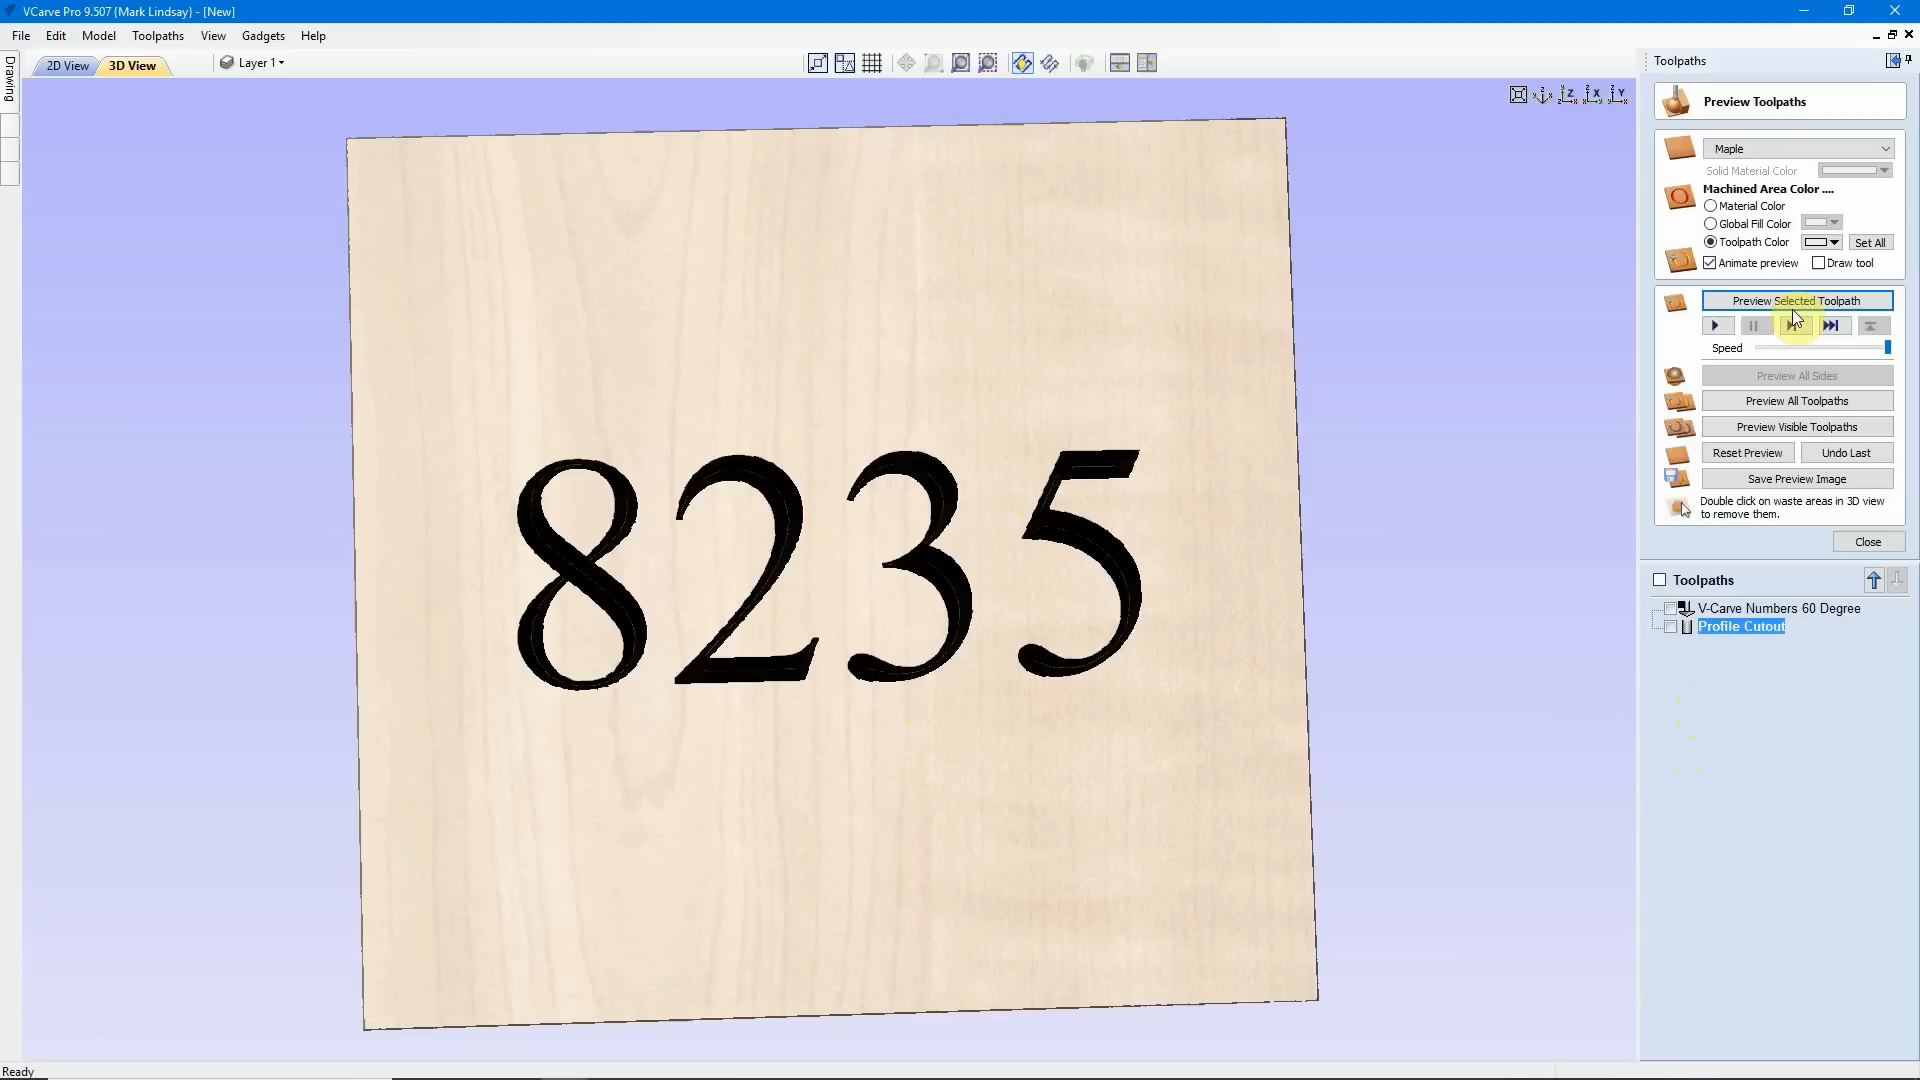 VCarve Pro 9.507 {Mark Lindsay} - [New]
File Edit Model Toolpaths View Gadgets Help
Drawing
2D View 3D View Layer 1
Z X Y
8235
Toolpaths
Preview Toolpaths
Maple
Solid Material Color
Machined Area Color ....
Material Color
Global Fill Color
Toolpath Color Set All
Animate preview Draw tool
Preview Selected Toolpath
Speed
Preview All Sides
Preview All Toolpaths
Preview Visible Toolpaths
Reset Preview Undo Last
Save Preview Image
Double click on waste areas in 3D view
to remove them.
Close
Toolpaths
V-Carve Numbers 60 Degree
Profile Cutout
Ready